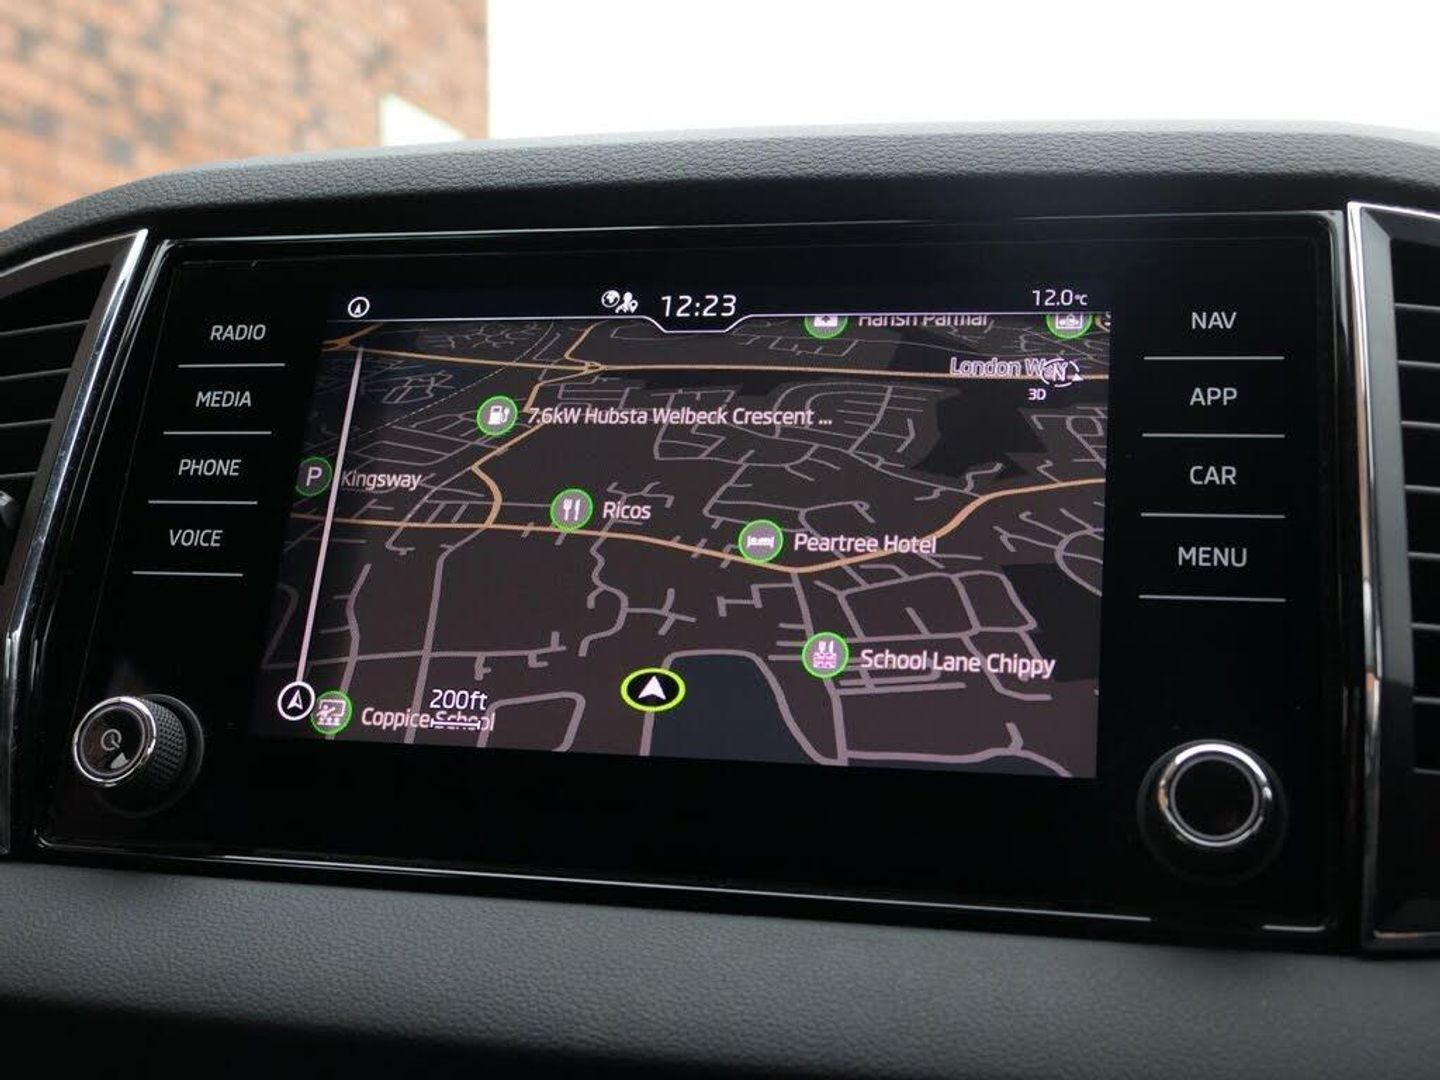 12:23
12.0°C
RADIO
MEDIA
PHONE
VOICE
Harish Parmar
London Way
N
3D
7.6kW Hubsta Welbeck Crescent ...
P Kingsway
Ricos
Peartree Hotel
School Lane Chippy
200ft
Coppice School
NAV
APP
CAR
MENU